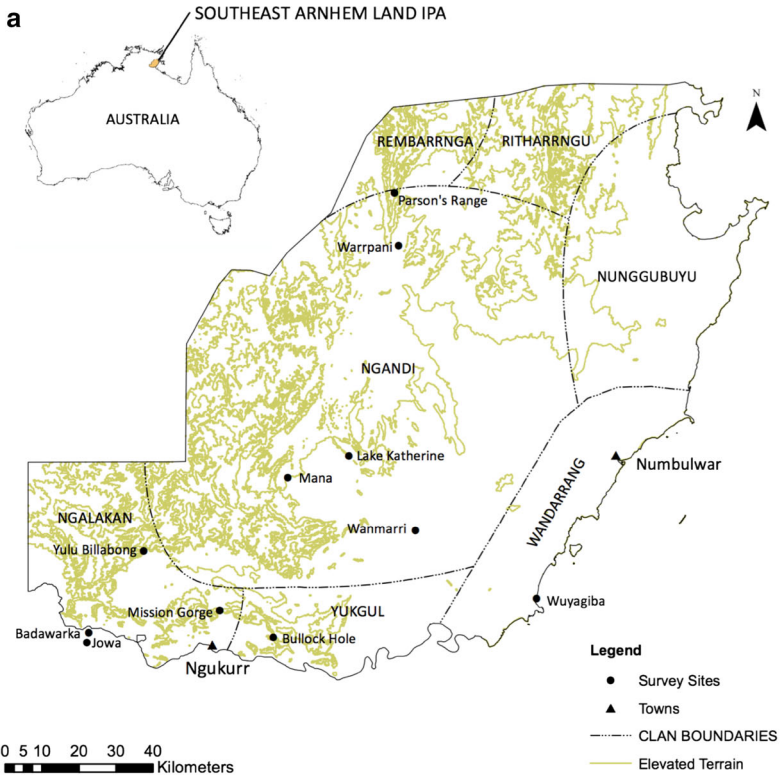 a
SOUTHEAST ARNHEM LAND IPA
AUSTRALIA
N
REMBARRNGA
RITHARRNGU
Parson's Range
Warrpani
NUNGGUBUYU
NGANDI
Lake Katherine
Mana
Numbulwar
WANDARRANG
NGALAKAN
Wanmarri
Yulu Billabong
Wuyagiba
Mission Gorge
YUKGUL
Badawarka
Jowa
Bullock Hole
Ngukurr
Legend
Survey Sites
Towns
CLAN BOUNDARIES
Elevated Terrain
0 5 10 20 30 40
Kilometers